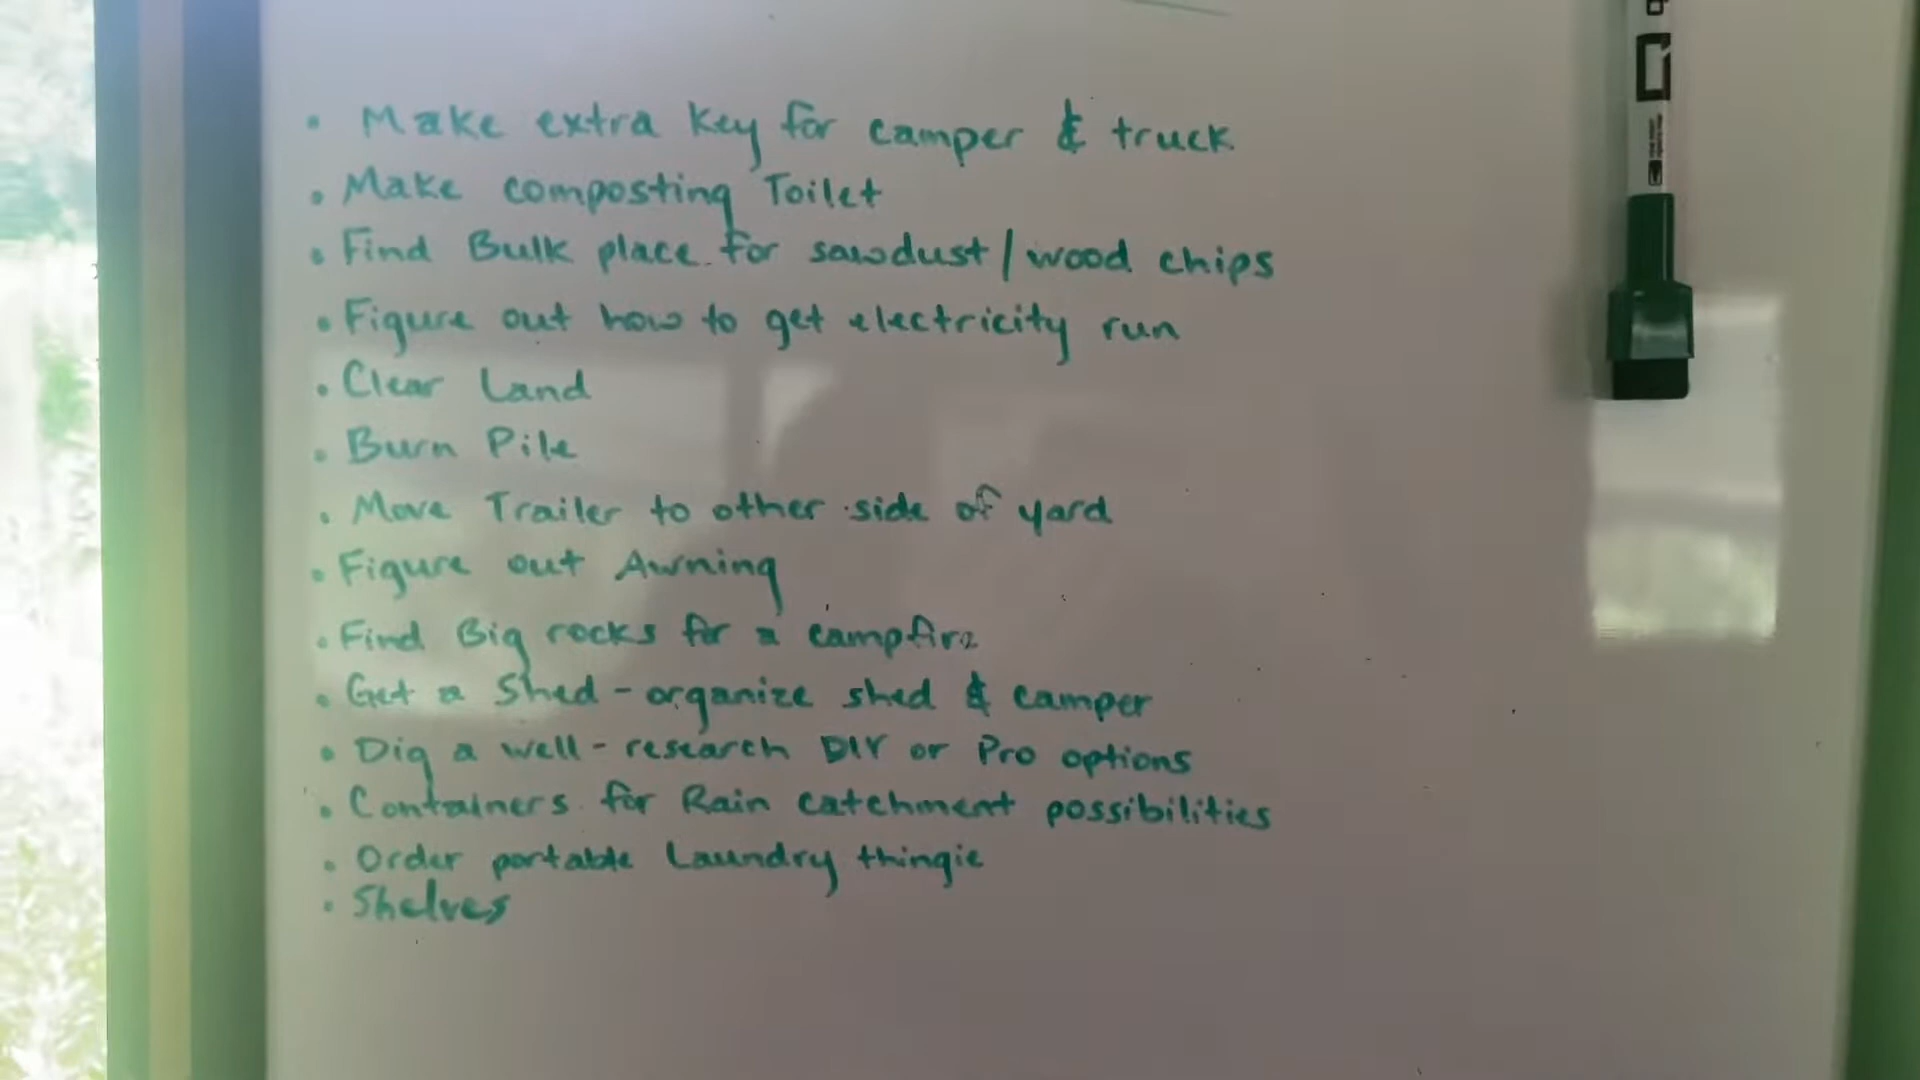 • Make extra key for camper & truck
• Make composting Toilet
• Find Bulk place for sawdust/wood chips
• Figure out how to get electricity run
• Clear Land
• Burn Pile
• Move Trailer to other side of yard
• Figure out Awning
• Find Big rocks for a campfire
• Get a Shed - organize shed & camper
• Dig a well - research DIY or Pro options
• Containers for Rain catchment possibilities
• Order portable Laundry thingie
• Shelves